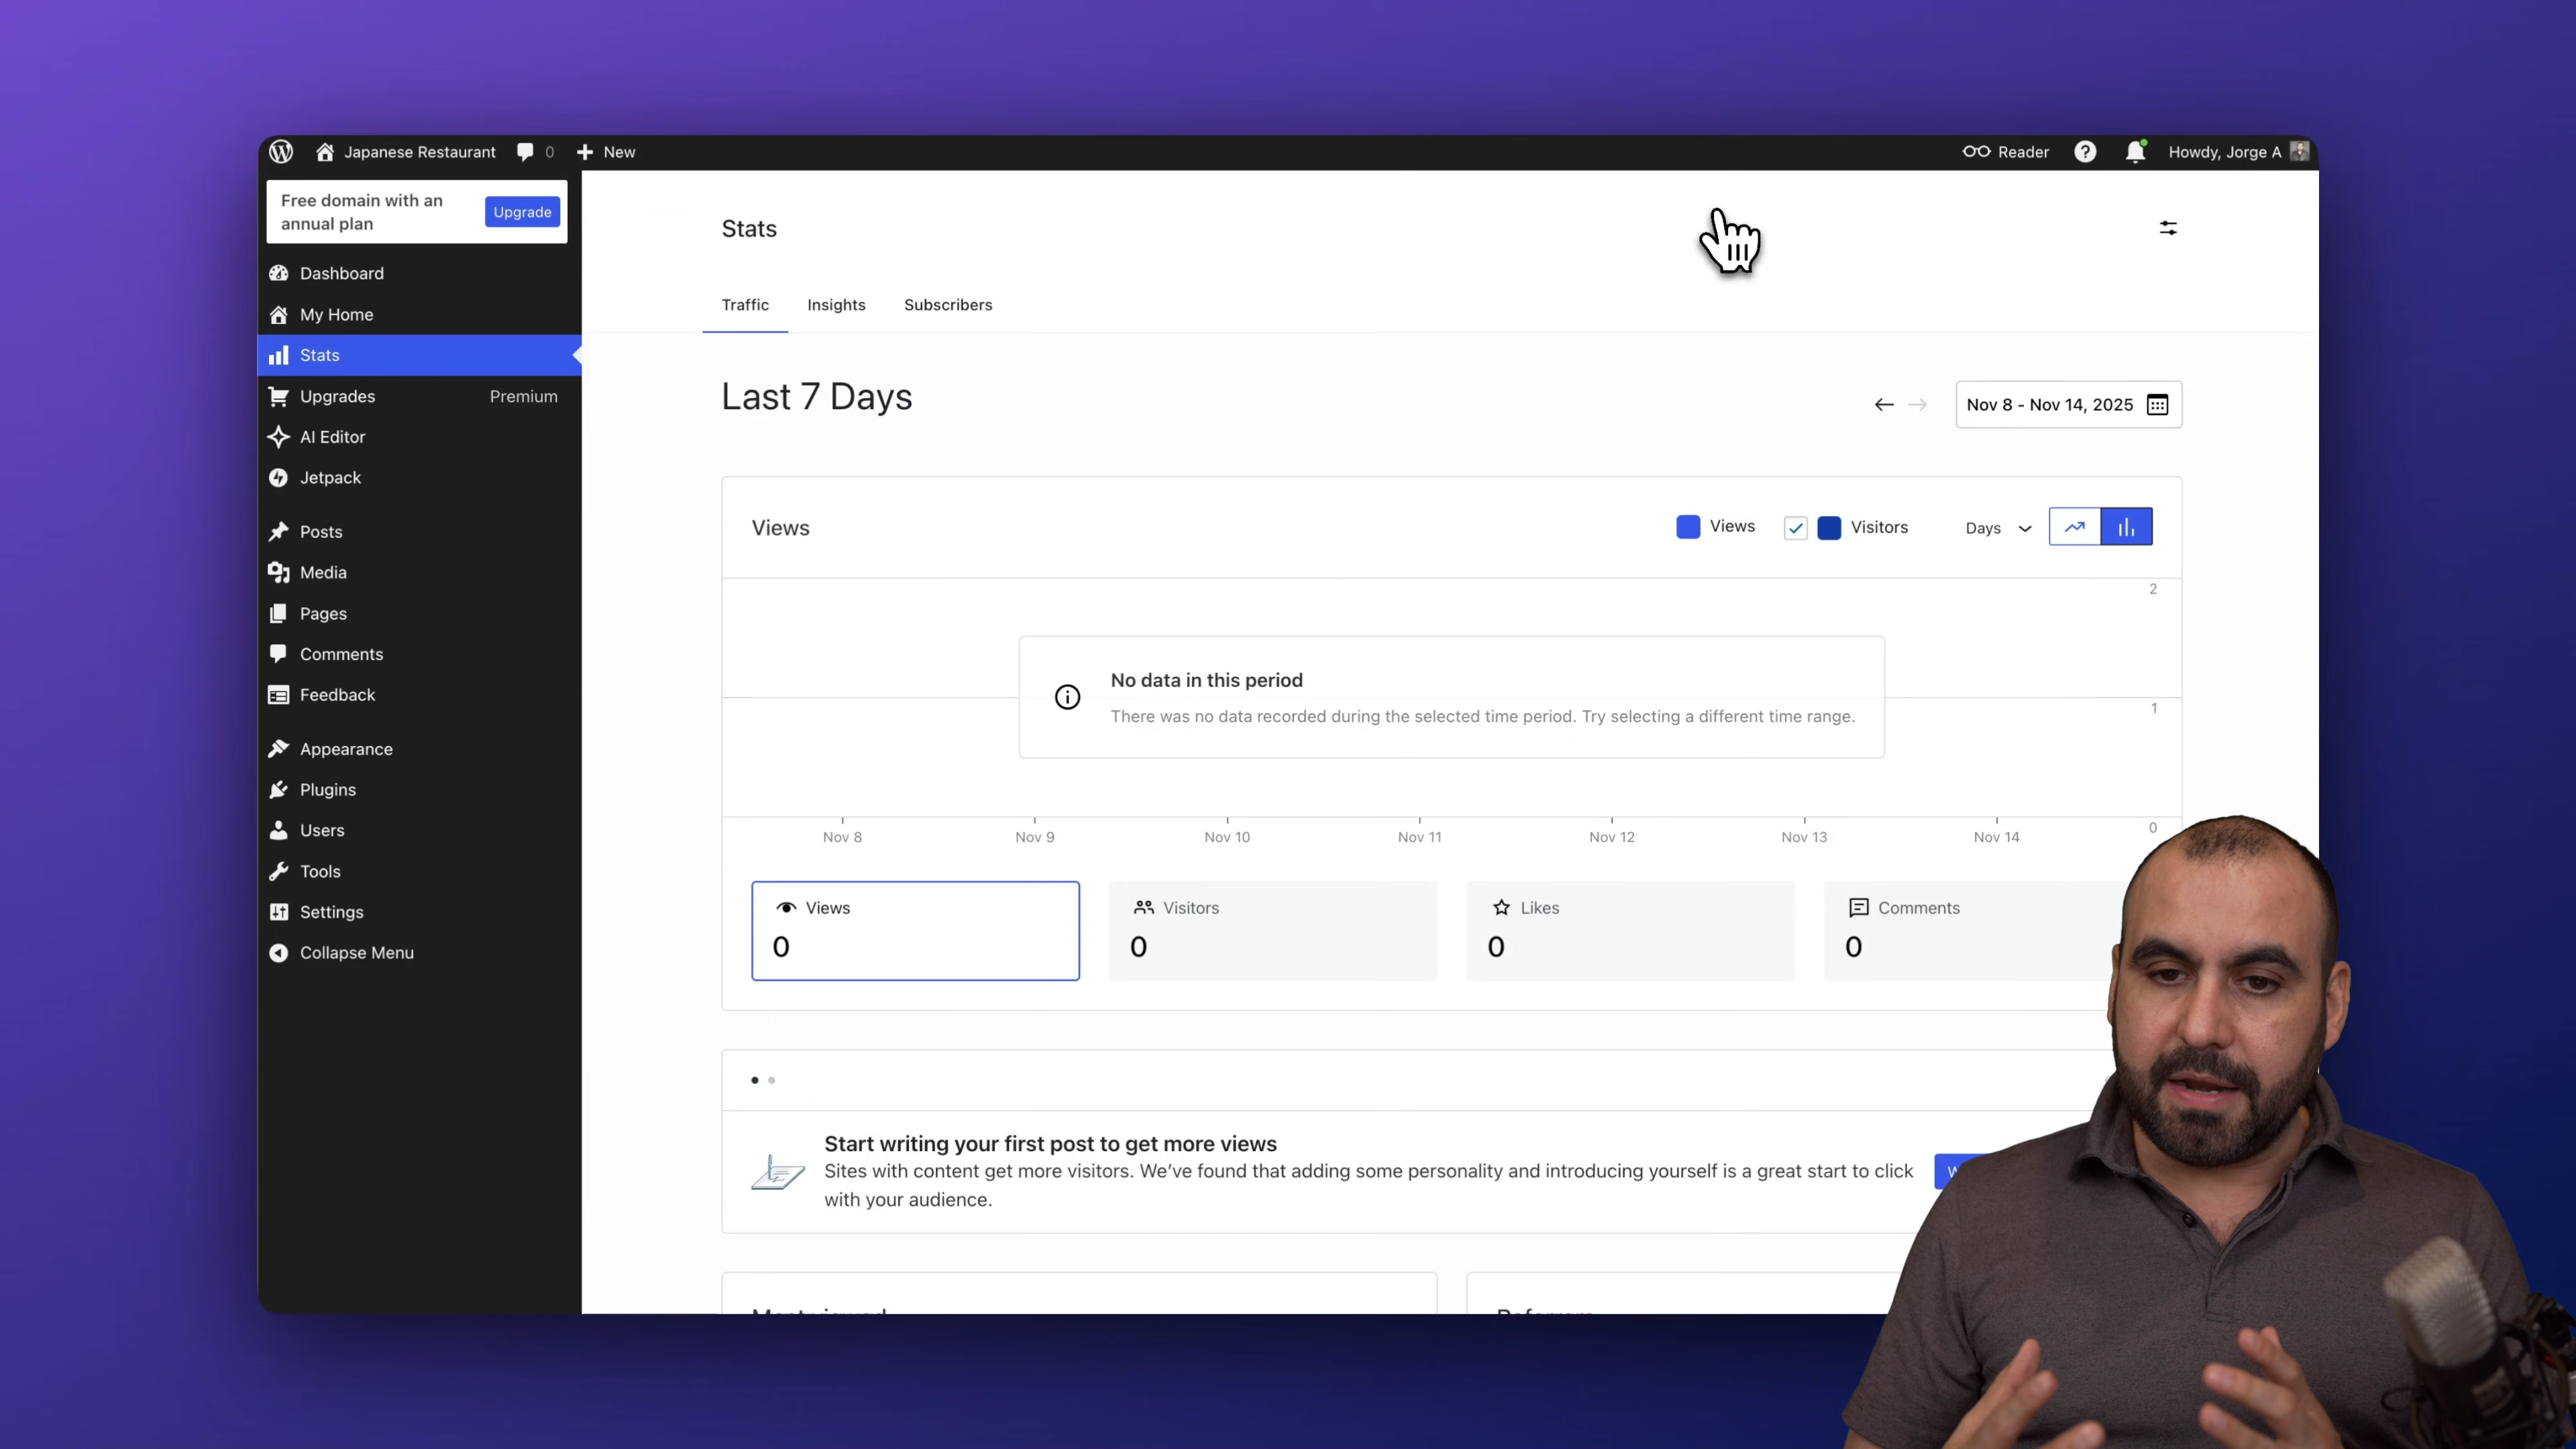 Japanese Restaurant 0 New Reader Howdy, Jorge A
Free domain with an
annual plan
Upgrade
Dashboard
My Home
Stats
Upgrades Premium
AI Editor
Jetpack
Posts
Media
Pages
Comments
Feedback
Appearance
Plugins
Users
Tools
Settings
Collapse Menu
Stats
Traffic Insights Subscribers
Last 7 Days
Nov 8 - Nov 14, 2025
Views
Views Visitors Days
2
No data in this period
There was no data recorded during the selected time period. Try selecting a different time range.
1
0
Nov 8 Nov 9 Nov 10 Nov 11 Nov 12 Nov 13 Nov 14
Views Visitors Likes Comments
0 0 0 0
Start writing your first post to get more views
Sites with content get more visitors. We've found that adding some personality and introducing yourself is a great start to click
with your audience.